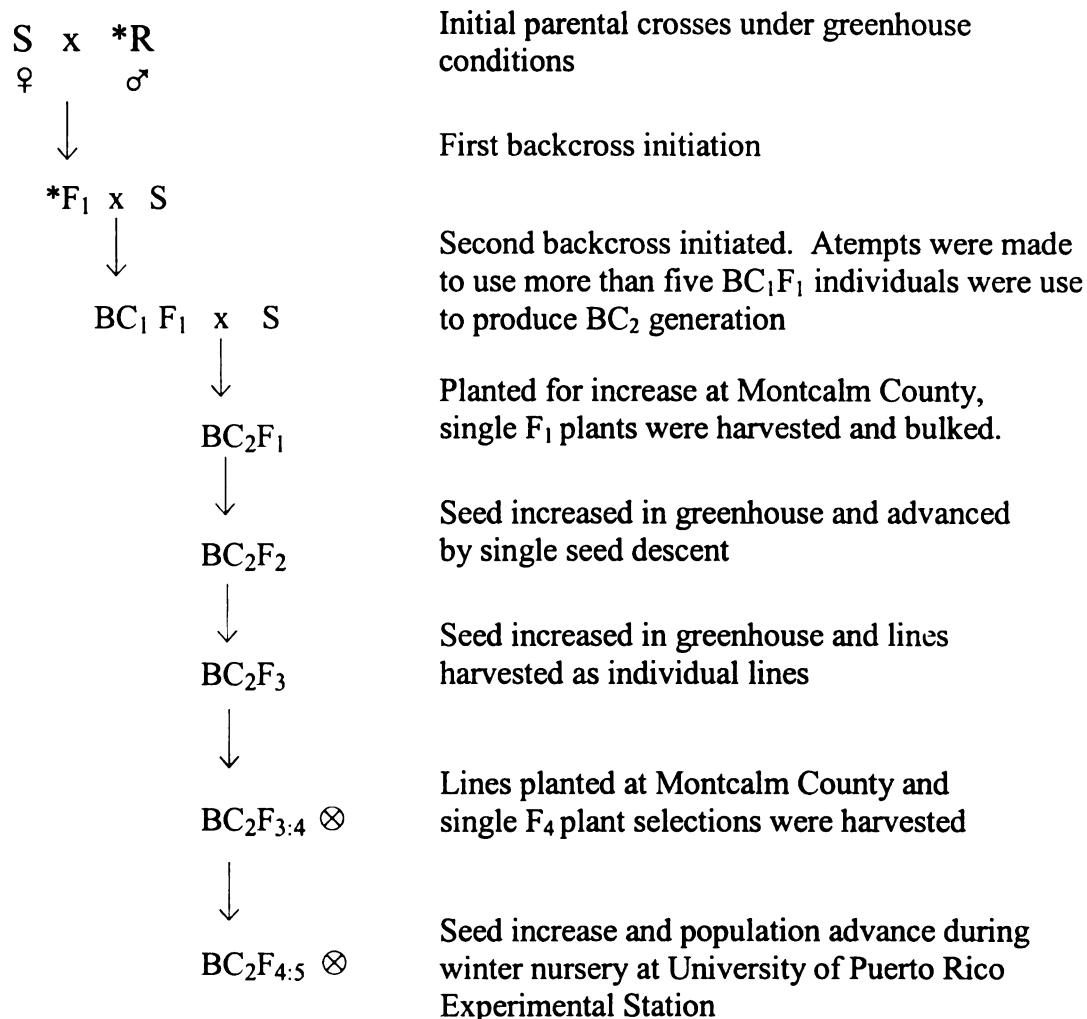 S x *R
♀ ♂
Initial parental crosses under greenhouse
conditions
First backcross initiation
*F₁ x S
Second backcross initiated. Atempts were made
to use more than five BC₁F₁ individuals were use
to produce BC₂ generation
BC₁ F₁ x S
Planted for increase at Montcalm County,
single F₁ plants were harvested and bulked.
BC₂F₁
Seed increased in greenhouse and advanced
by single seed descent
BC₂F₂
Seed increased in greenhouse and lines
harvested as individual lines
BC₂F₃
Lines planted at Montcalm County and
single F₄ plant selections were harvested
BC₂F₃:₄ ⊗
Seed increase and population advance during
winter nursery at University of Puerto Rico
Experimental Station
BC₂F₄:₅ ⊗